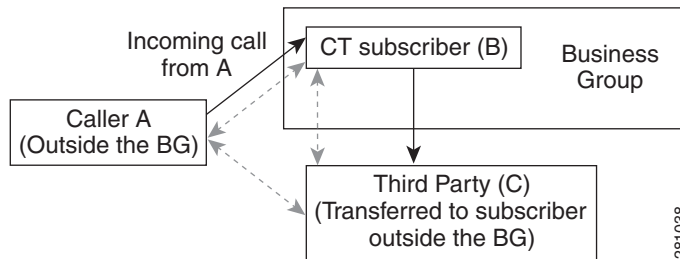 Incoming call
from A
CT subscriber (B)
Business
Group
Caller A
(Outside the BG)
Third Party (C)
(Transferred to subscriber
outside the BG)
281038